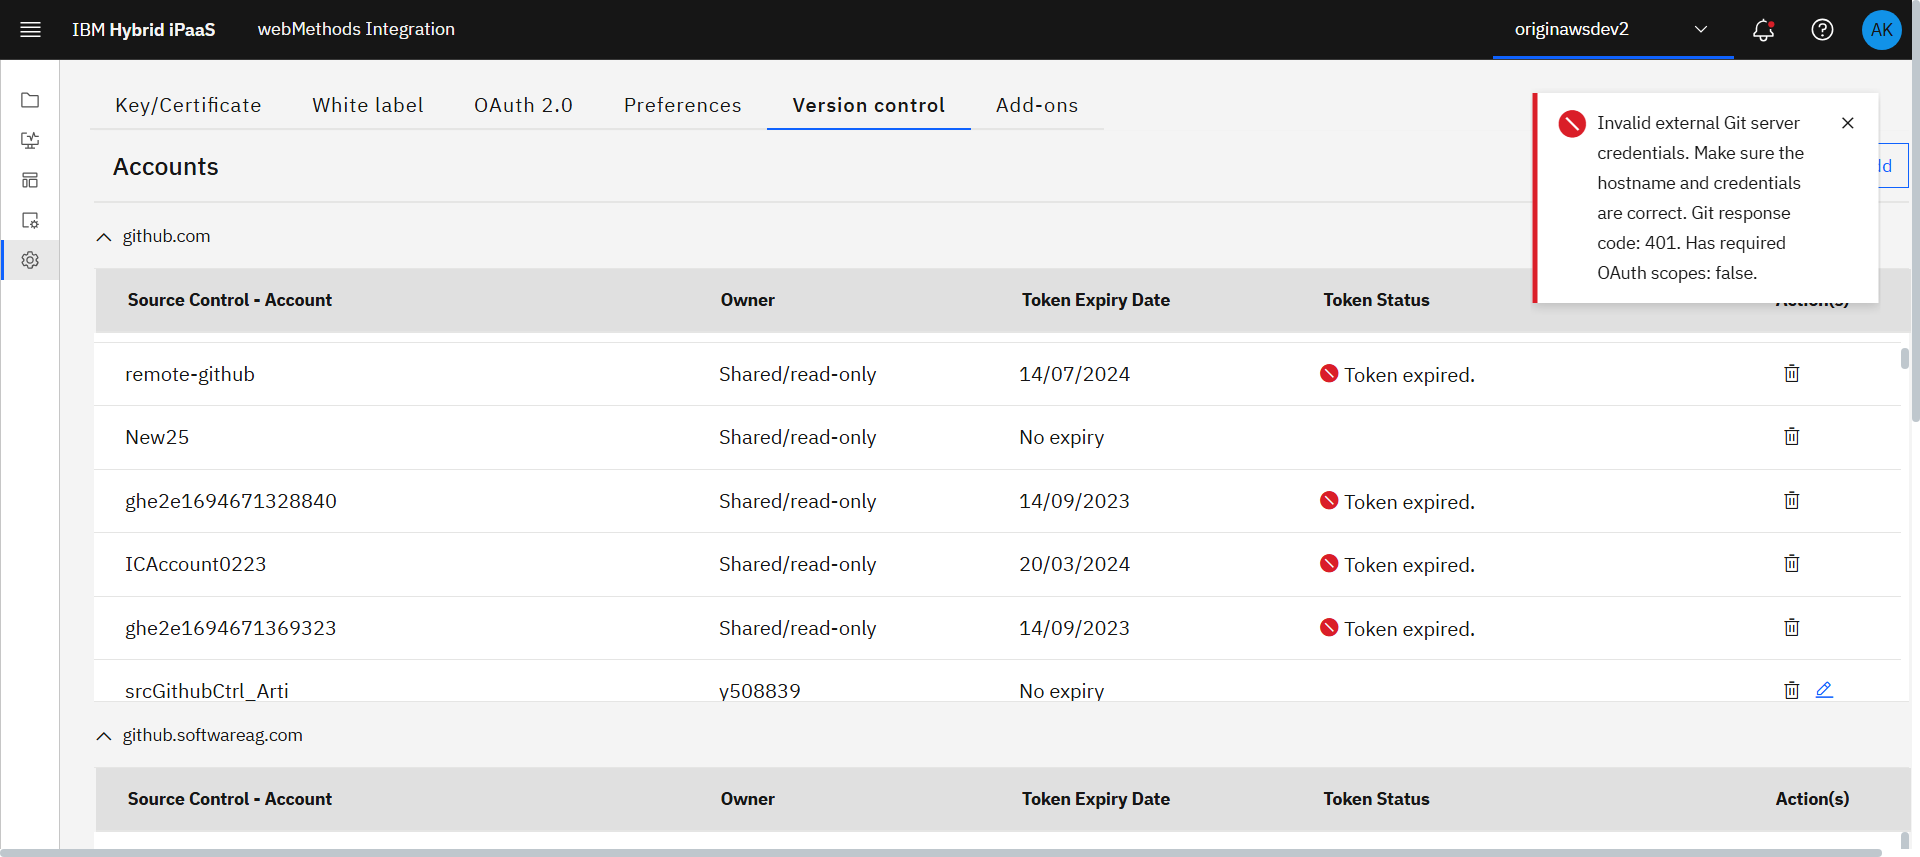 IBM Hybrid iPaaS
webMethods Integration
originawsdev2
AK
Key/Certificate
White label
OAuth 2.0
Preferences
Version control
Add-ons
Invalid external Git server
credentials. Make sure the
hostname and credentials
are correct. Git response
code: 401. Has required
OAuth scopes: false.
Accounts
github.com
Source Control - Account Owner Token Expiry Date Token Status
remote-github Shared/read-only 14/07/2024 Token expired.
New25 Shared/read-only No expiry
ghe2e1694671328840 Shared/read-only 14/09/2023 Token expired.
ICAccount0223 Shared/read-only 20/03/2024 Token expired.
ghe2e1694671369323 Shared/read-only 14/09/2023 Token expired.
srcGithubCtrl_Arti y508839 No expiry
github.softwareag.com
Source Control - Account Owner Token Expiry Date Token Status Action(s)